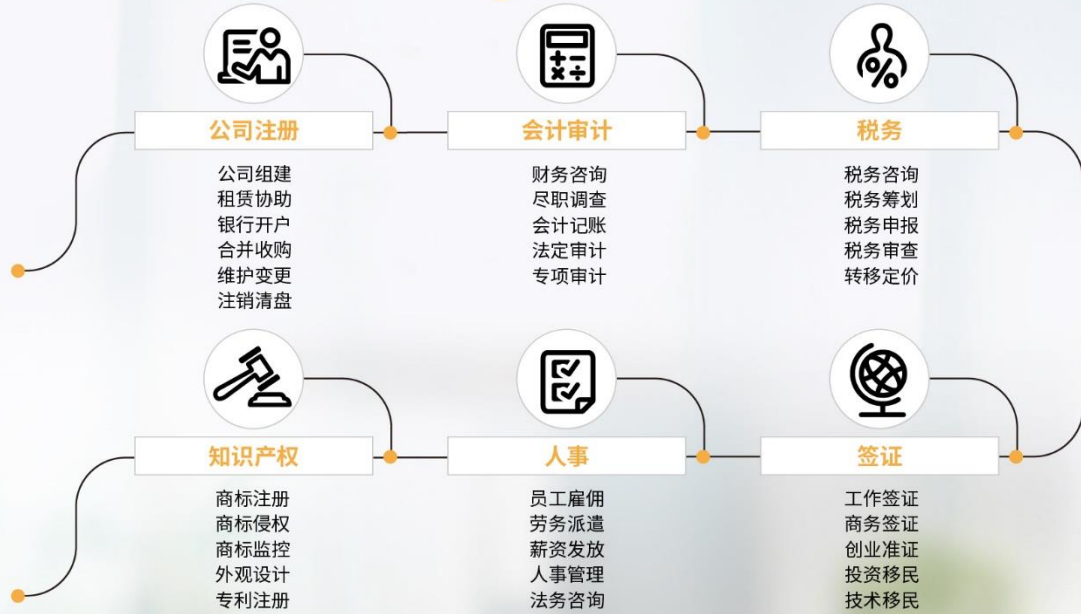 公司注册
公司组建
租赁协助
银行开户
合并收购
维护变更
注销清盘
会计审计
财务咨询
尽职调查
会计记账
法定审计
专项审计
税务
税务咨询
税务筹划
税务申报
税务审查
转移定价
知识产权
商标注册
商标侵权
商标监控
外观设计
专利注册
人事
员工雇佣
劳务派遣
薪资发放
人事管理
法务咨询
签证
工作签证
商务签证
创业准证
投资移民
技术移民